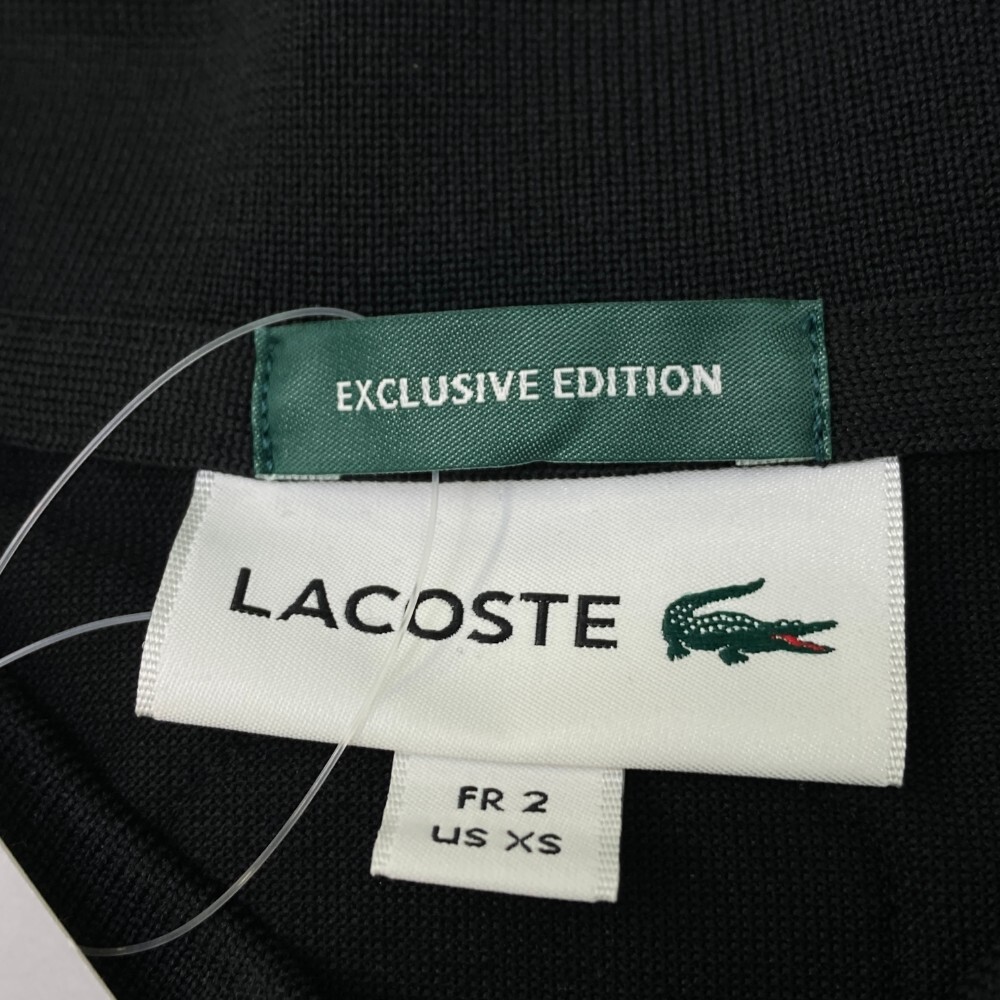 EXCLUSIVE EDITION
LACOSTE
FR 2
US XS